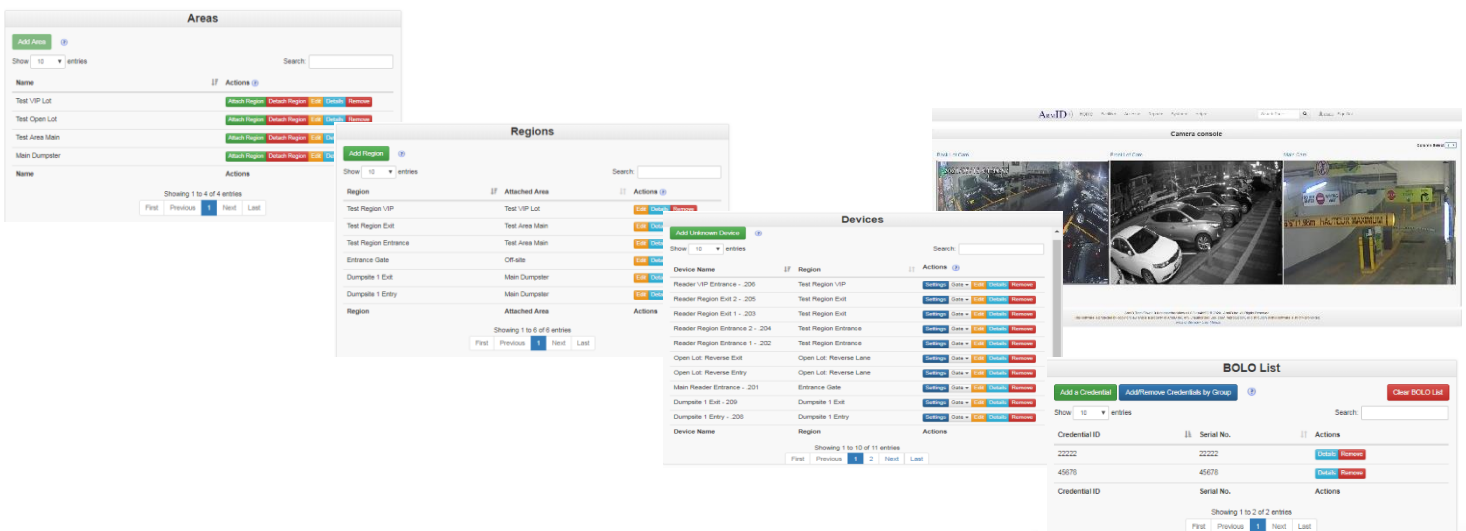 Areas
Add Area
Show 10 entries Search:
Name Actions
Test VIP Lot Attach Region Detach Region Edit Details Remove
Test Open Lot Attach Region Detach Region Edit Details Remove
Test Area Main Attach Region Detach Region Edit
Main Dumpster Attach Region Detach Region Edit
Name Actions
Showing 1 to 4 of 4 entries
First Previous 1 Next Last
Regions
Add Region
Show 10 entries Search:
Region Attached Area Actions
Test Region VIP Test VIP Lot Edit Details Remove
Test Region Exit Test Area Main Edit
Test Region Entrance Test Area Main Edit
Entrance Gate Off-site Edit
Dumpsite 1 Exit Main Dumpster Edit
Dumpsite 1 Entry Main Dumpster Edit
Region Attached Area Actions
Showing 1 to 6 of 6 entries
First Previous 1 Next Last
Devices
Add Unknown Device
Show 10 entries Search:
Device Name Region Actions
Reader VIP Entrance - .206 Test Region VIP Settings Gate Edit Details Remove
Reader Region Exit 2 - .205 Test Region Exit Settings Gate Edit Details Remove
Reader Region Exit 1 - .203 Test Region Exit Settings Gate Edit Details Remove
Reader Region Entrance 2 - .204 Test Region Entrance Settings Gate Edit Details Remove
Reader Region Entrance 1 - .202 Test Region Entrance Settings Gate Edit Details Remove
Open Lot: Reverse Exit Open Lot: Reverse Lane Settings Gate Edit Details Remove
Open Lot: Reverse Entry Open Lot: Reverse Lane Settings Gate Edit Details Remove
Main Reader Entrance - .201 Entrance Gate Settings Gate Edit Details Remove
Dumpsite 1 Exit - 209 Dumpsite 1 Exit Settings Gate Edit Details Remove
Dumpsite 1 Entry - .208 Dumpsite 1 Entry Settings Gate Edit Details Remove
Device Name Region Actions
Showing 1 to 10 of 11 entries
First Previous 1 2 Next Last
Camera console
HAUTEUR MAXIMUM
BOLO List
Add a Credential Add/Remove Credentials by Group Clear BOLO List
Show 10 entries Search:
Credential ID Serial No. Actions
22222 22222 Details Remove
45678 45678 Details Remove
Credential ID Serial No. Actions
Showing 1 to 2 of 2 entries
First Previous 1 Next Last